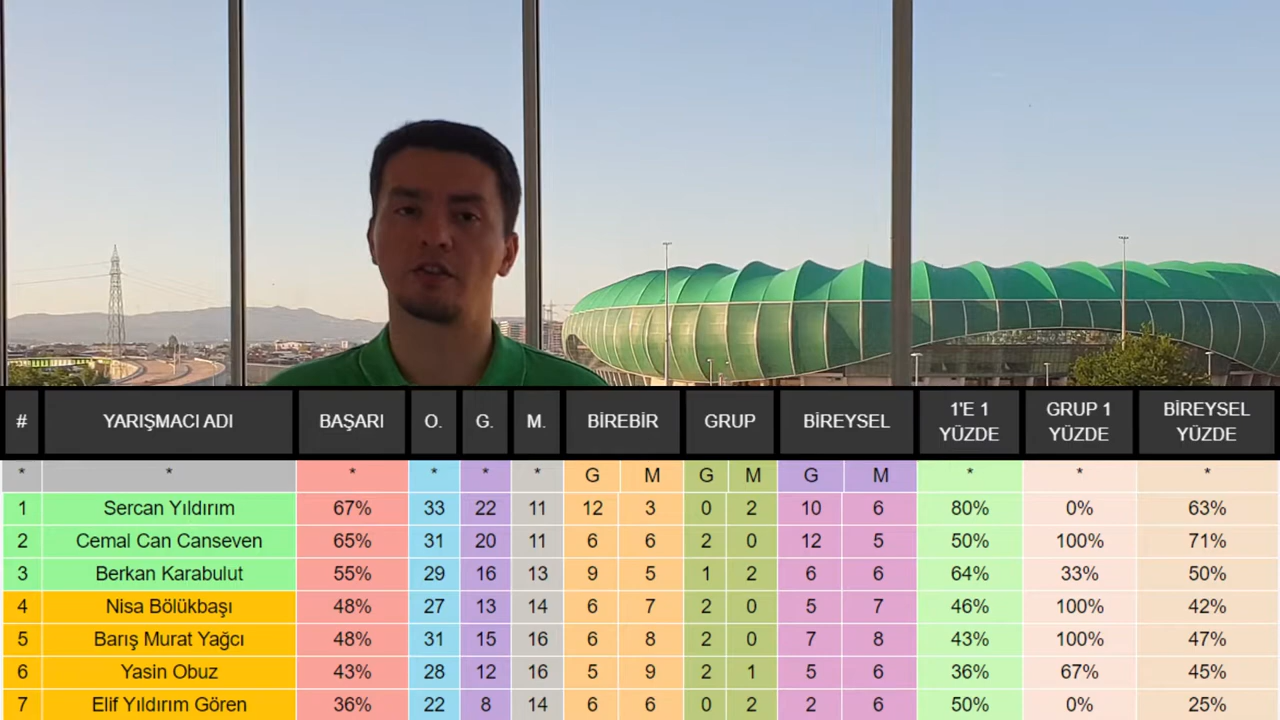 # YARIŞMACI ADI BAŞARI O. G. M. BİREBİR GRUP BİREYSEL 1'E 1 YÜZDE GRUP 1 YÜZDE BİREYSEL YÜZDE
* * * * * * G M G M G M * * *
1 Sercan Yıldırım 67% 33 22 11 12 3 0 2 10 6 80% 0% 63%
2 Cemal Can Canseven 65% 31 20 11 6 6 2 0 12 5 50% 100% 71%
3 Berkan Karabulut 55% 29 16 13 9 5 1 2 6 6 64% 33% 50%
4 Nisa Bölükbaşı 48% 27 13 14 6 7 2 0 5 7 46% 100% 42%
5 Barış Murat Yağcı 48% 31 15 16 6 8 2 0 7 8 43% 100% 47%
6 Yasin Obuz 43% 28 12 16 5 9 2 1 5 6 36% 67% 45%
7 Elif Yıldırım Gören 36% 22 8 14 6 6 0 2 2 6 50% 0% 25%